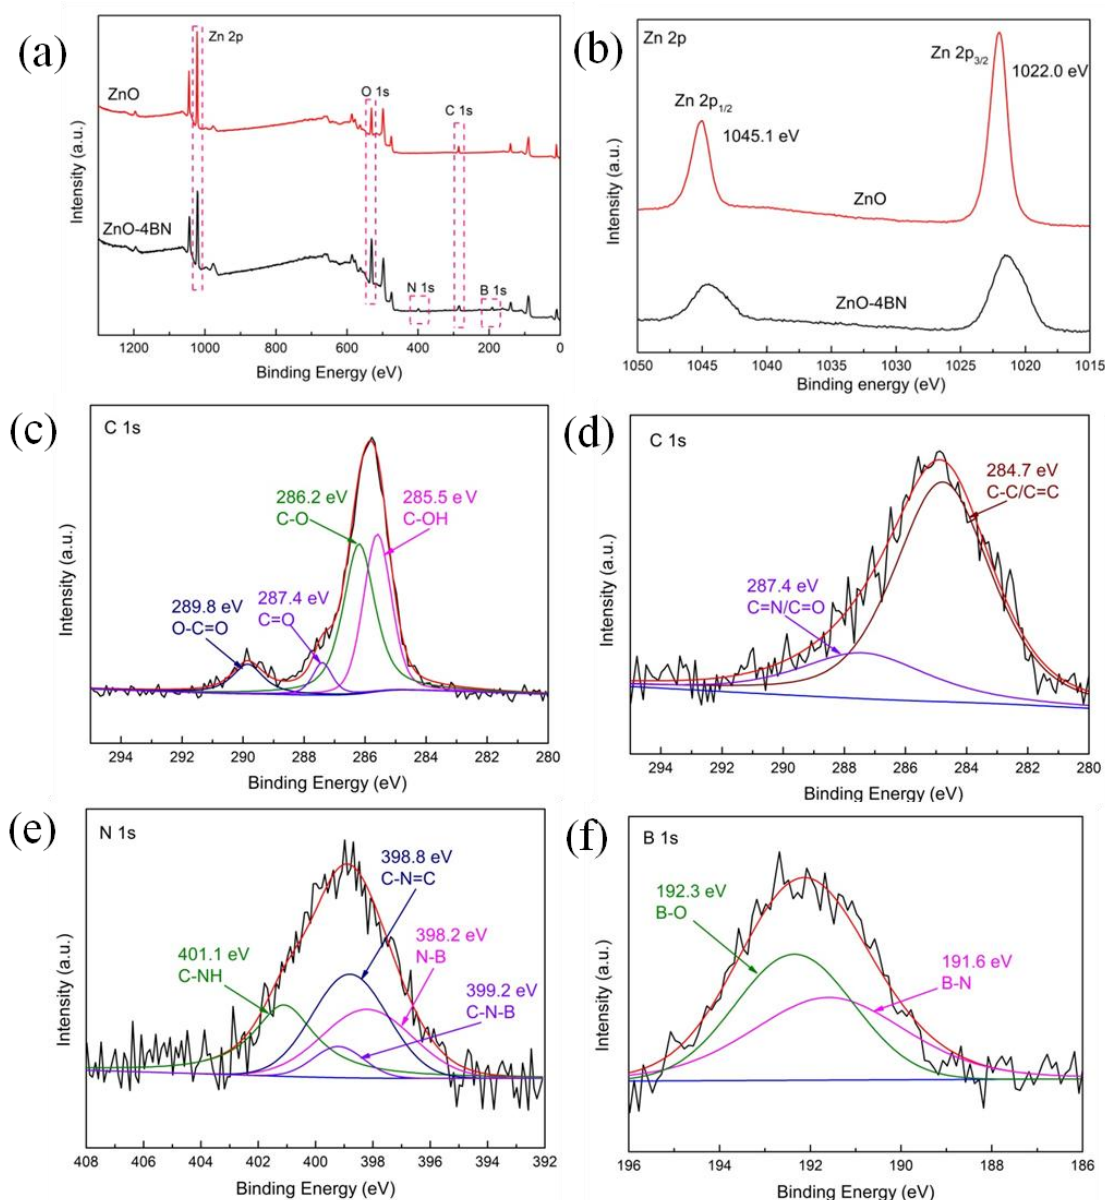 (a)
Zn 2p
ZnO
O 1s
C 1s
ZnO-4BN
N 1s
B 1s
Intensity (a.u.)
1200 1000 800 600 400 200 0
Binding Energy (eV)
(b)
Zn 2p
Zn 2p3/2
1022.0 eV
Zn 2p1/2
1045.1 eV
ZnO
ZnO-4BN
Intensity (a.u.)
1050 1045 1040 1035 1030 1025 1020 1015
Binding energy (eV)
(c)
C 1s
286.2 eV
C-O
285.5 eV
C-OH
289.8 eV
O-C=O
287.4 eV
C=O
Intensity (a.u.)
294 292 290 288 286 284 282 280
Binding Energy (eV)
(d)
C 1s
284.7 eV
C-C/C=C
287.4 eV
C=N/C=O
Intensity (a.u.)
294 292 290 288 286 284 282 280
Binding Energy (eV)
(e)
N 1s
398.8 eV
C-N=C
401.1 eV
C-NH
398.2 eV
N-B
399.2 eV
C-N-B
Intensity (a.u.)
408 406 404 402 400 398 396 394 392
Binding Energy (eV)
(f)
B 1s
192.3 eV
B-O
191.6 eV
B-N
Intensity (a.u.)
196 194 192 190 188 186
Binding Energy (eV)